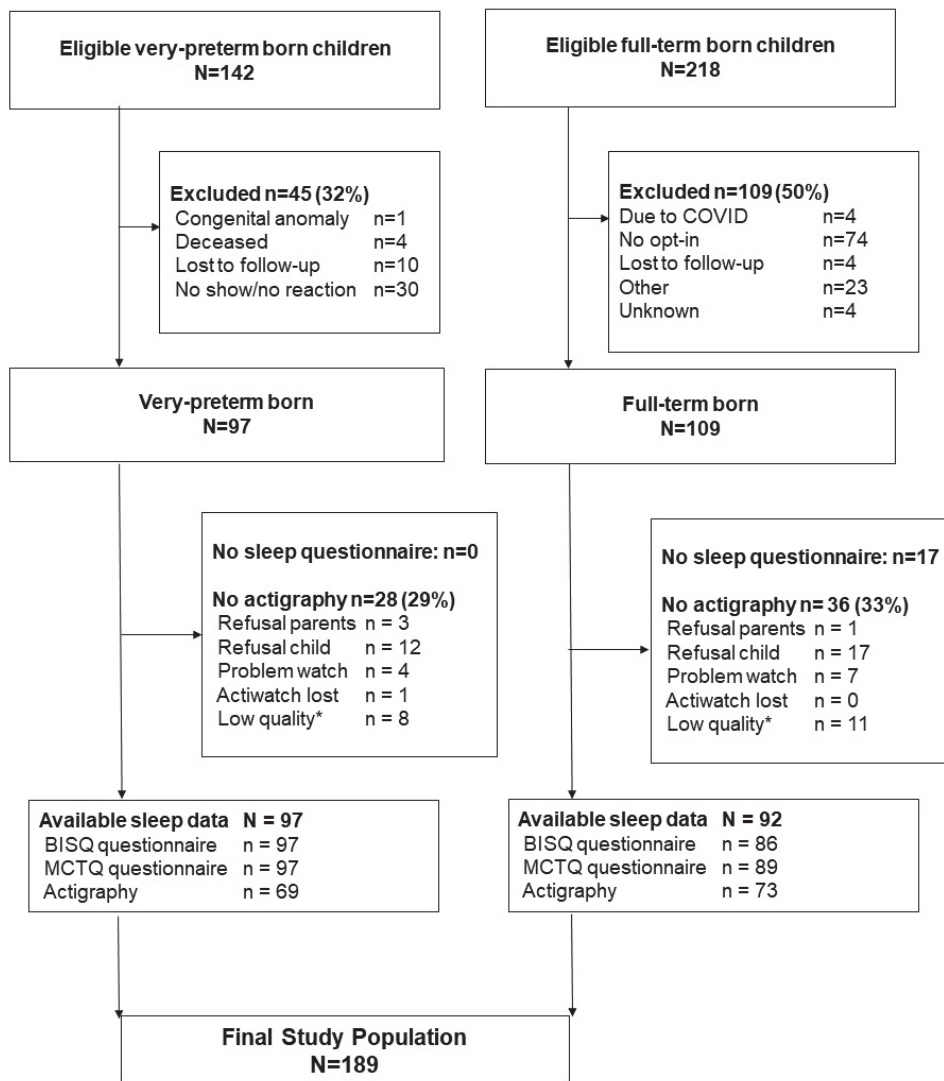 Eligible very-preterm born children
N=142
Eligible full-term born children
N=218
Excluded n=45 (32%)
Congenital anomaly n=1
Deceased n=4
Lost to follow-up n=10
No show/no reaction n=30
Excluded n=109 (50%)
Due to COVID n=4
No opt-in n=74
Lost to follow-up n=4
Other n=23
Unknown n=4
Very-preterm born
N=97
Full-term born
N=109
No sleep questionnaire: n=0
No actigraphy n=28 (29%)
Refusal parents n = 3
Refusal child n = 12
Problem watch n = 4
Actiwatch lost n = 1
Low quality* n = 8
No sleep questionnaire: n=17
No actigraphy n= 36 (33%)
Refusal parents n = 1
Refusal child n = 17
Problem watch n = 7
Actiwatch lost n = 0
Low quality* n = 11
Available sleep data N = 97
BISQ questionnaire n = 97
MCTQ questionnaire n = 97
Actigraphy n = 69
Available sleep data N = 92
BISQ questionnaire n = 86
MCTQ questionnaire n = 89
Actigraphy n = 73
Final Study Population
N=189